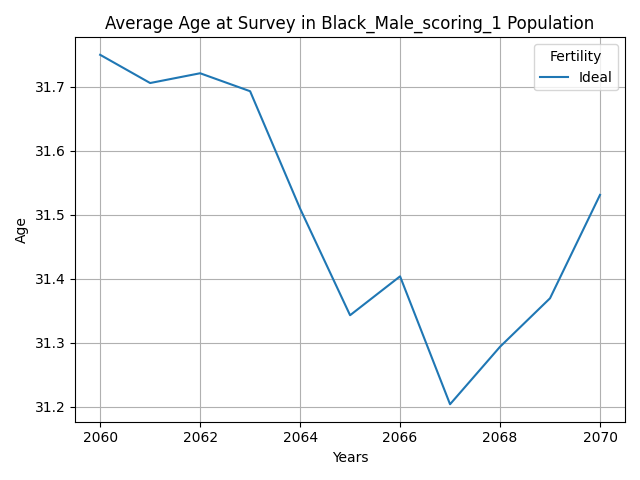 Average Age at Survey in Black_Male_scoring_1 Population
Fertility
Ideal
31.7
31.6
31.5
31.4
31.3
31.2
Age
2060 2062 2064 2066 2068 2070
Years